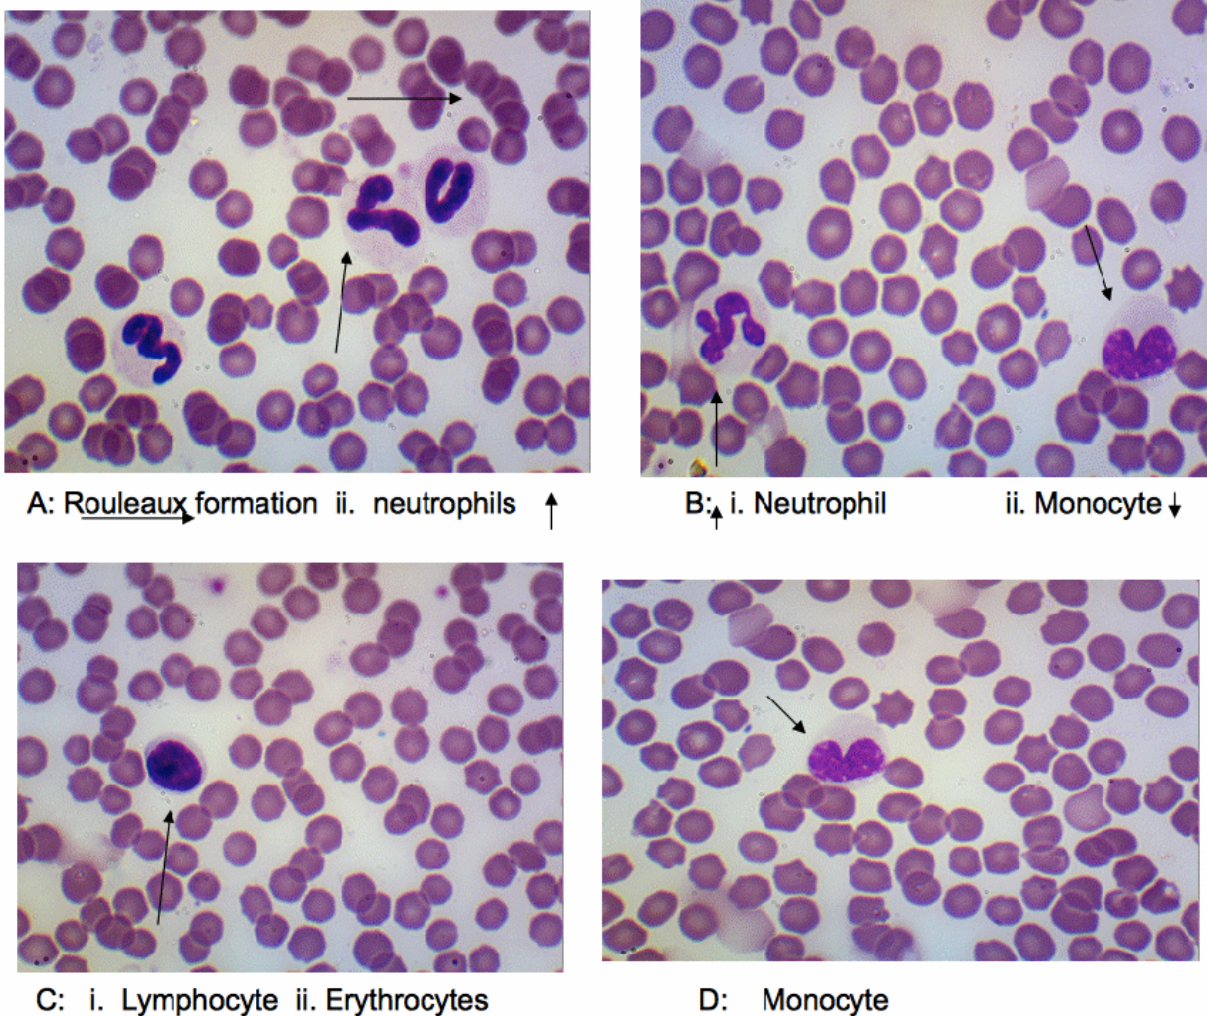 A: Rouleaux formation ii. neutrophils
B: i. Neutrophil ii. Monocyte
C: i. Lymphocyte ii. Erythrocytes
D: Monocyte